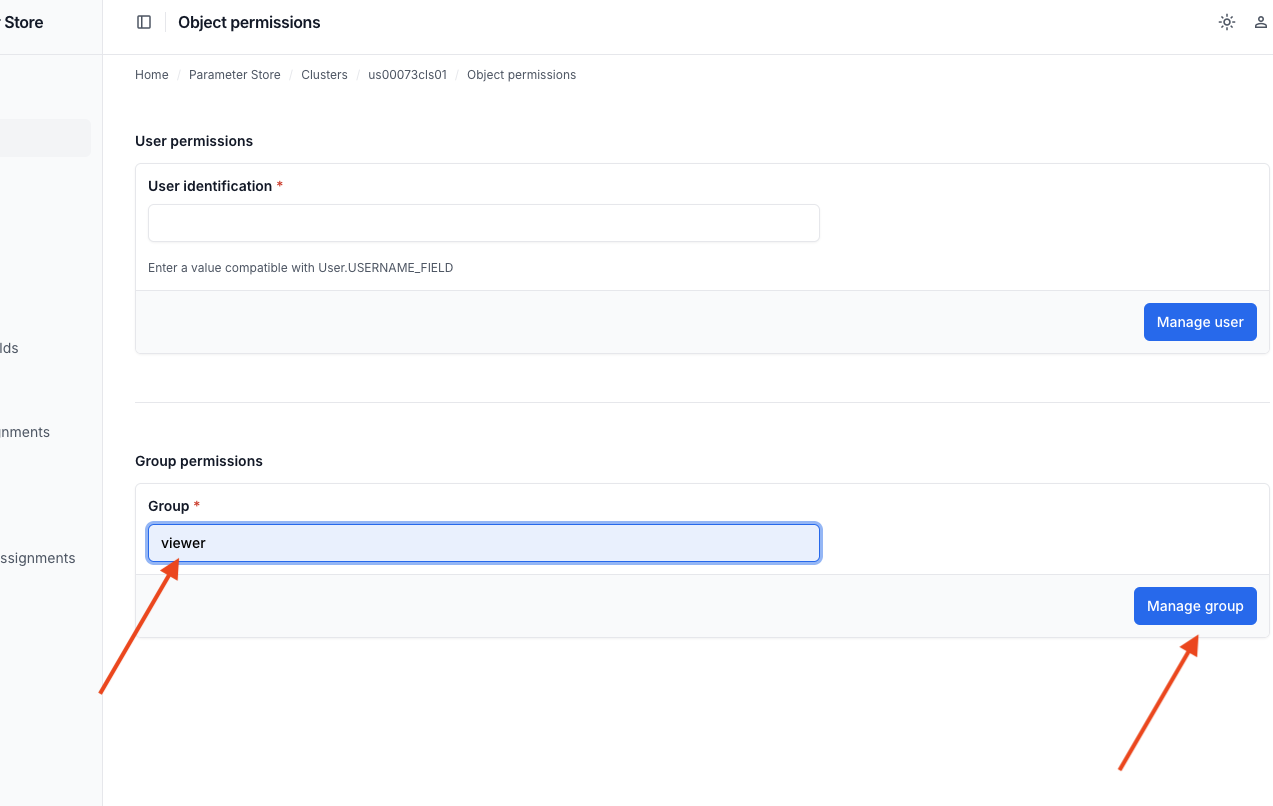 Store
Object permissions
Home / Parameter Store / Clusters / us00073cls01 / Object permissions
User permissions
User identification *
Enter a value compatible with User.USERNAME_FIELD
Manage user
lds
gnments
Group permissions
Group *
viewer
ssignments
Manage group